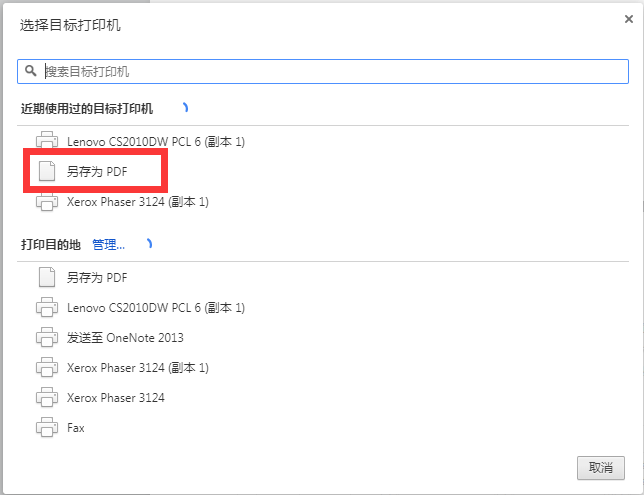 选择目标打印机
搜索目标打印机
近期使用过的目标打印机
Lenovo CS2010DW PCL 6 (副本 1)
另存为 PDF
Xerox Phaser 3124 (副本 1)
打印目的地 管理...
另存为 PDF
Lenovo CS2010DW PCL 6 (副本 1)
发送至 OneNote 2013
Xerox Phaser 3124 (副本 1)
Xerox Phaser 3124
Fax
取消